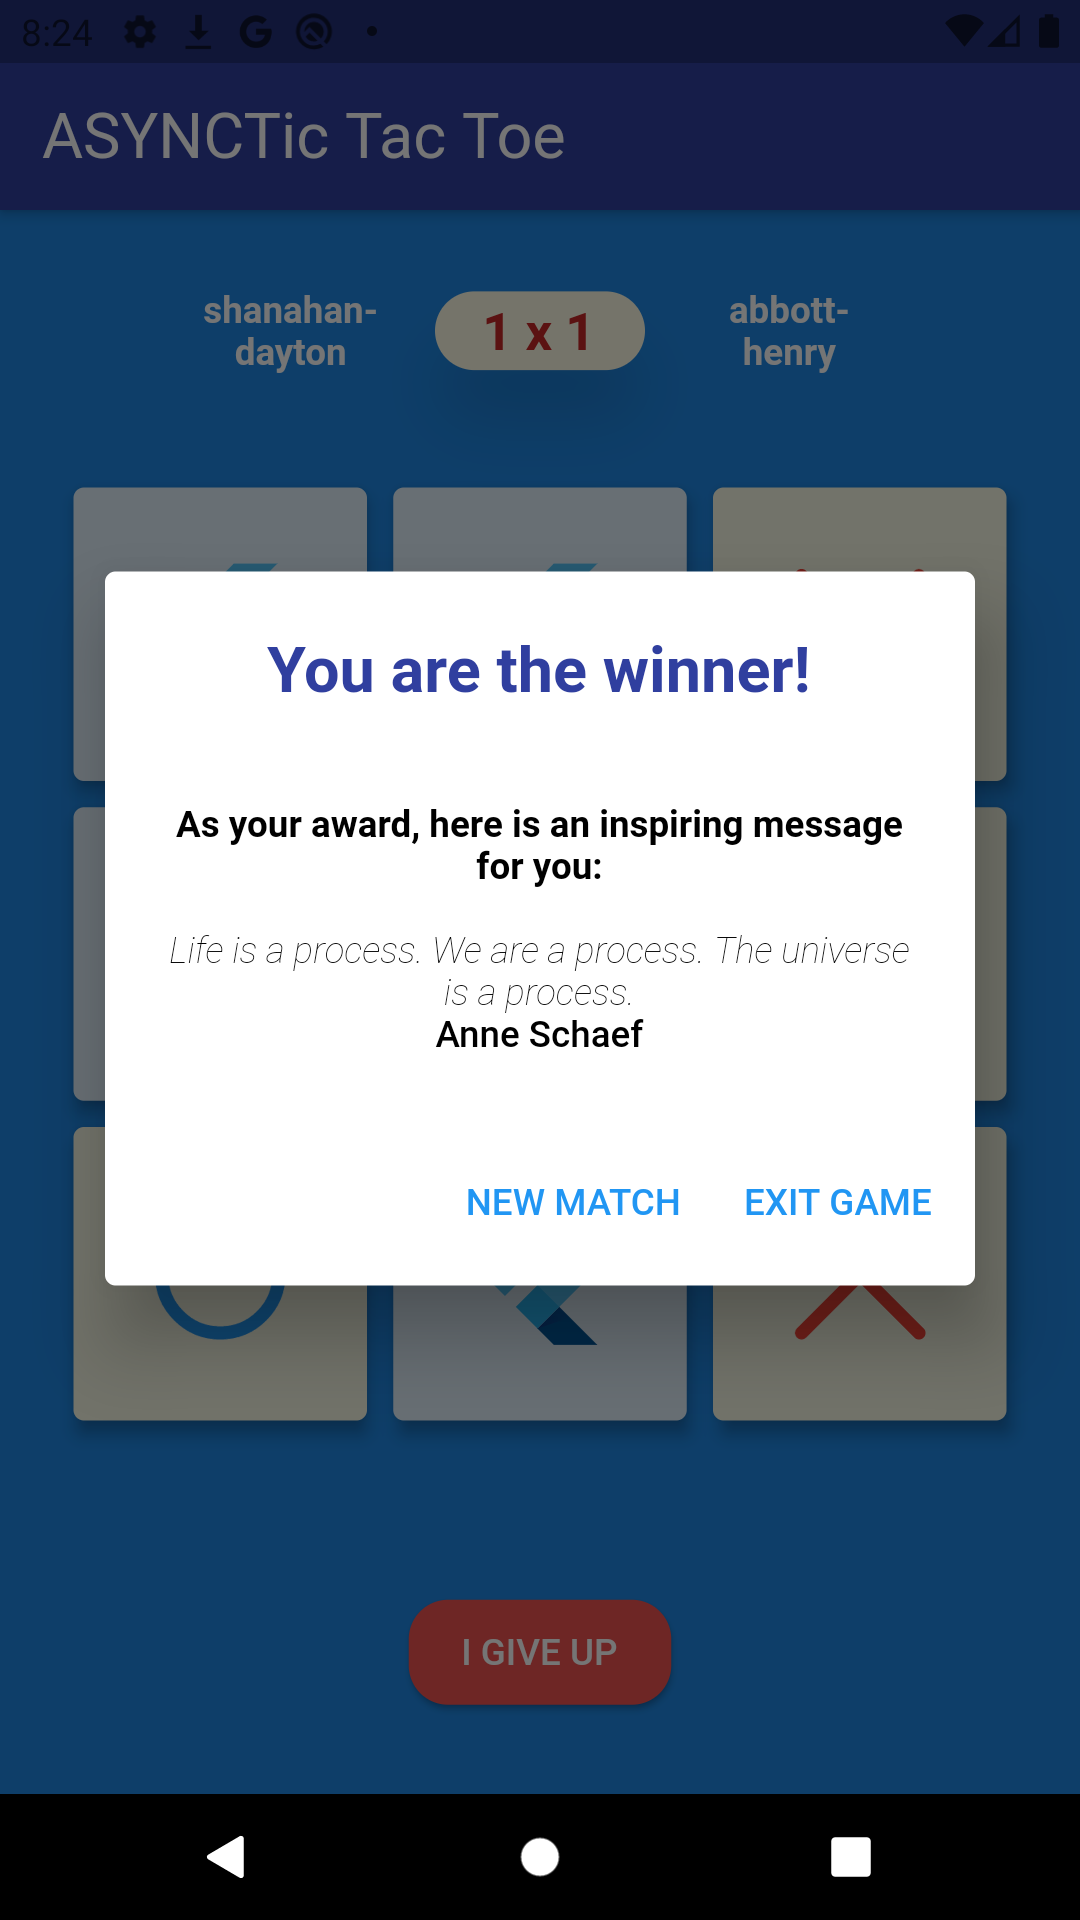 8:24
ASYNCTic Tac Toe
shanahan-
dayton
1 x 1
abbott-
henry
You are the winner!
As your award, here is an inspiring message
for you:
Life is a process. We are a process. The universe
is a process.
Anne Schaef
NEW MATCH
EXIT GAME
I GIVE UP